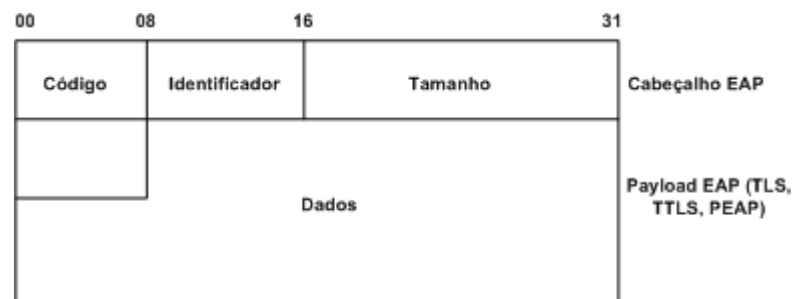 00 08 16 31
Código Identificador Tamanho Cabeçalho EAP
Dados
Payload EAP (TLS,
TTLS, PEAP)